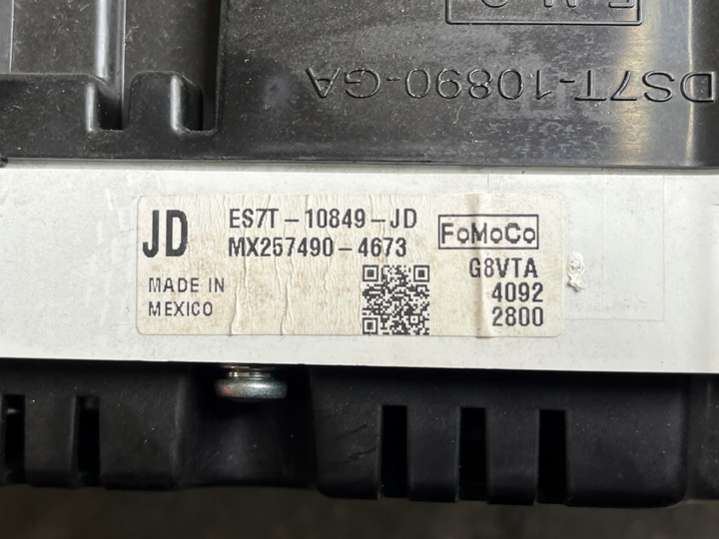 DS7T-10890-GA
JD
ES7T-10849-JD
FoMoCo
MX257490-4673
G8VTA
MADE IN
MEXICO
4092
2800